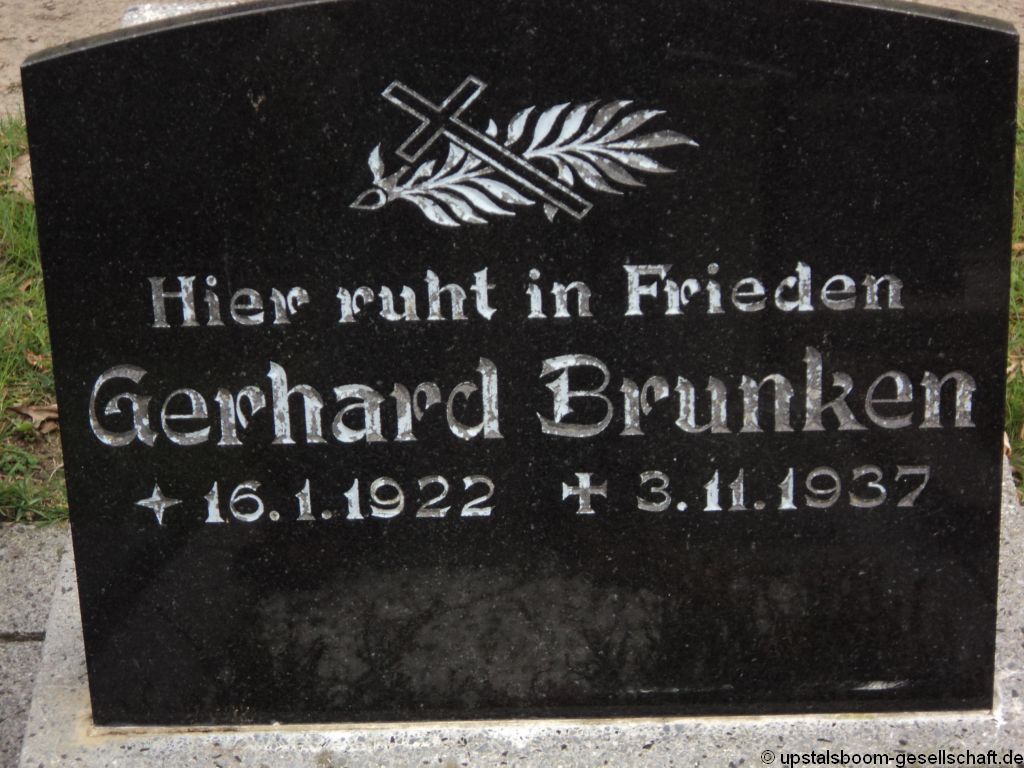 Hier ruht in Frieden
Gerhard Brunken
16.1.1922 3.11.1937
© upstalsboom-gesellschaft.de